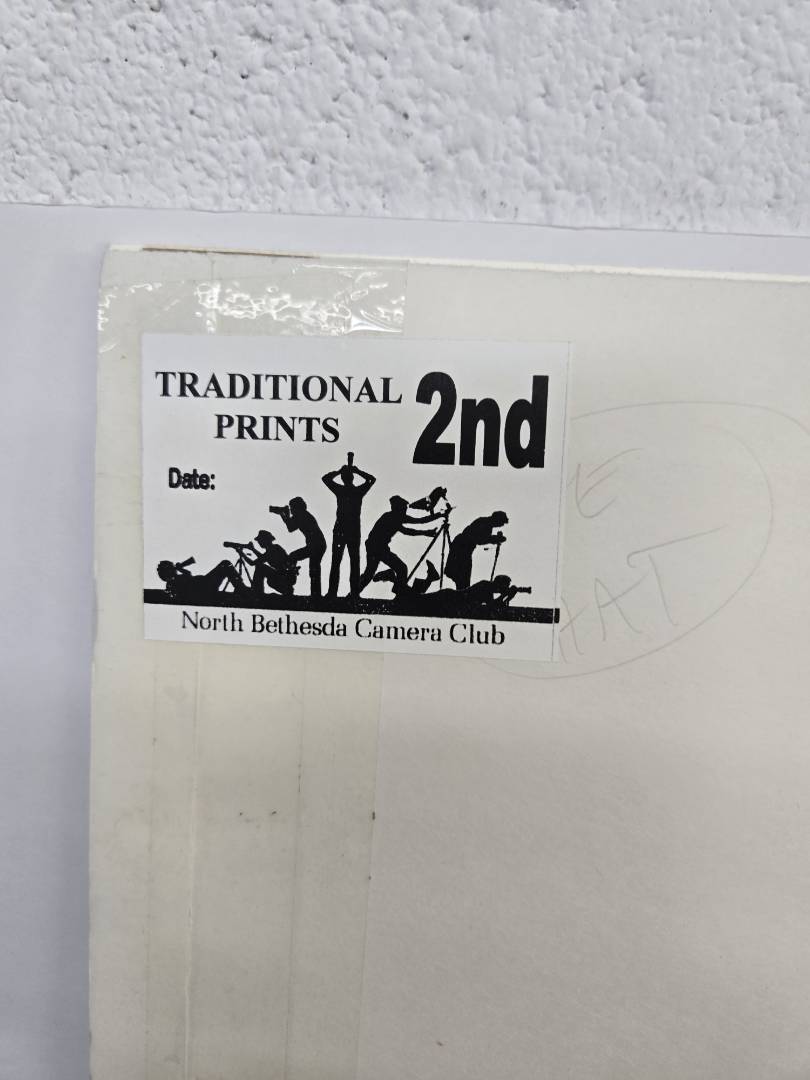 TRADITIONAL
PRINTS
2nd
Date:
North Bethesda Camera Club